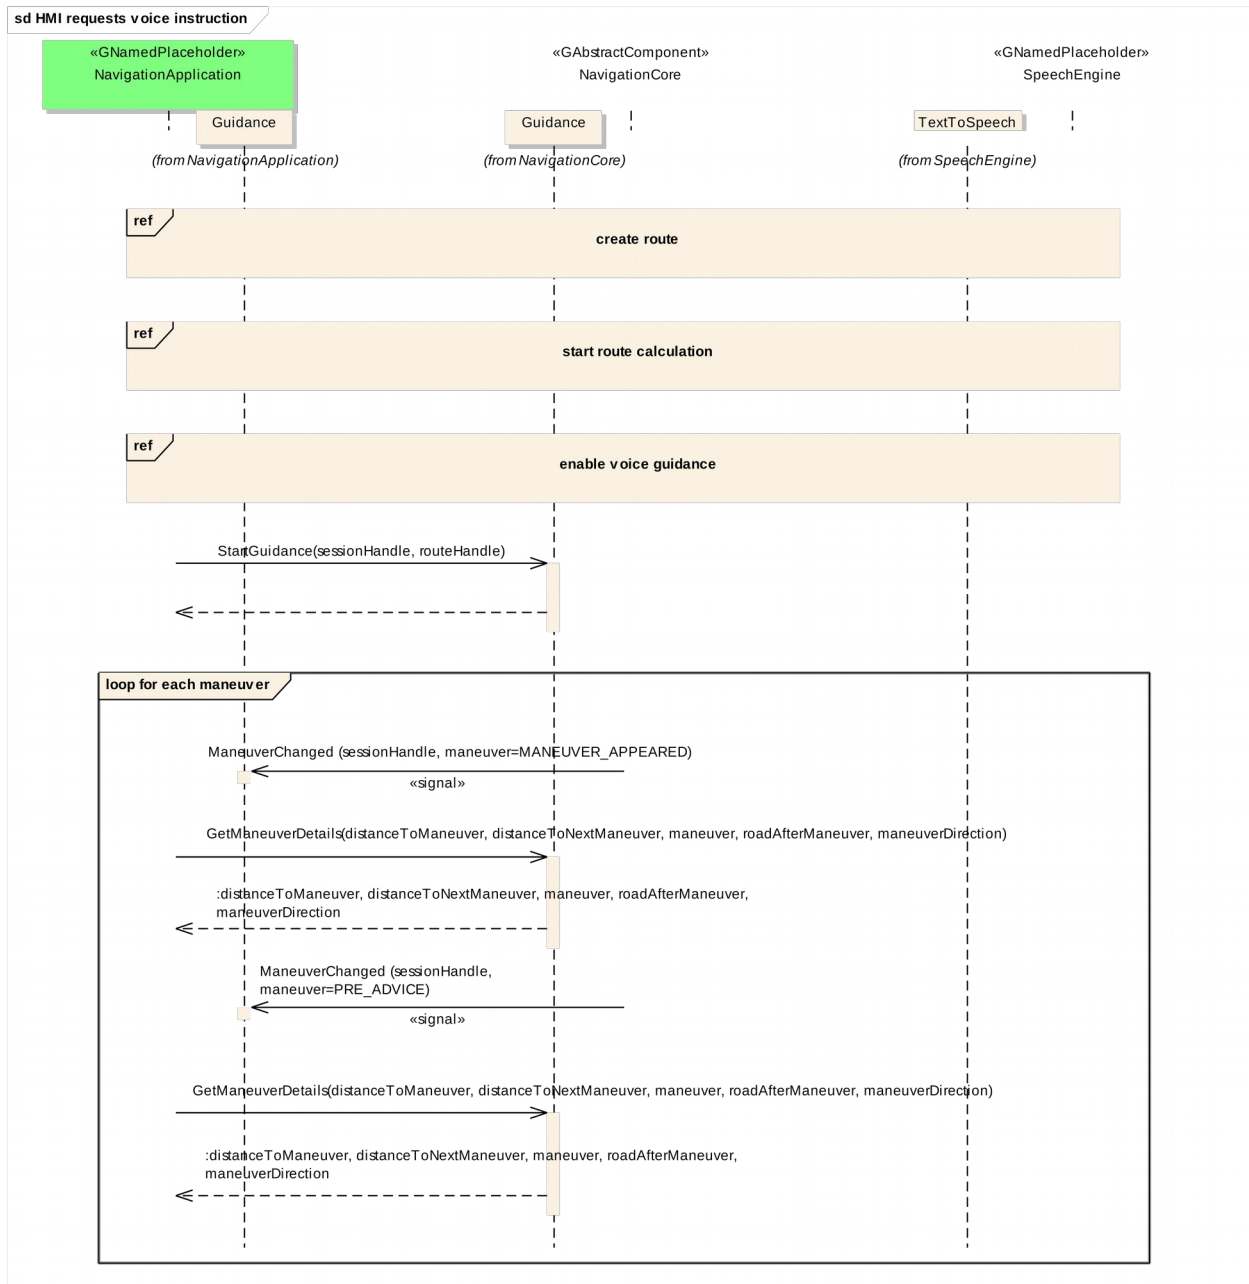 sd HMI requests voice instruction
«GNamedPlaceholder»
NavigationApplication
«GAbstractComponent»
NavigationCore
«GNamedPlaceholder»
SpeechEngine
Guidance
Guidance
TextToSpeech
(from NavigationApplication)
(from NavigationCore)
(from SpeechEngine)
ref
create route
ref
start route calculation
ref
enable voice guidance
StartGuidance(sessionHandle, routeHandle)
loop for each maneuver
ManeuverChanged (sessionHandle, maneuver=MANEUVER_APPEARED)
«signal»
GetManeuverDetails(distanceToManeuver, distanceToNextManeuver, maneuver, roadAfterManeuver, maneuverDirection)
:distanceToManeuver, distanceToNextManeuver, maneuver, roadAfterManeuver,
maneuverDirection
ManeuverChanged (sessionHandle,
maneuver=PRE_ADVICE)
«signal»
GetManeuverDetails(distanceToManeuver, distanceToNextManeuver, maneuver, roadAfterManeuver, maneuverDirection)
:distanceToManeuver, distanceToNextManeuver, maneuver, roadAfterManeuver,
maneuverDirection